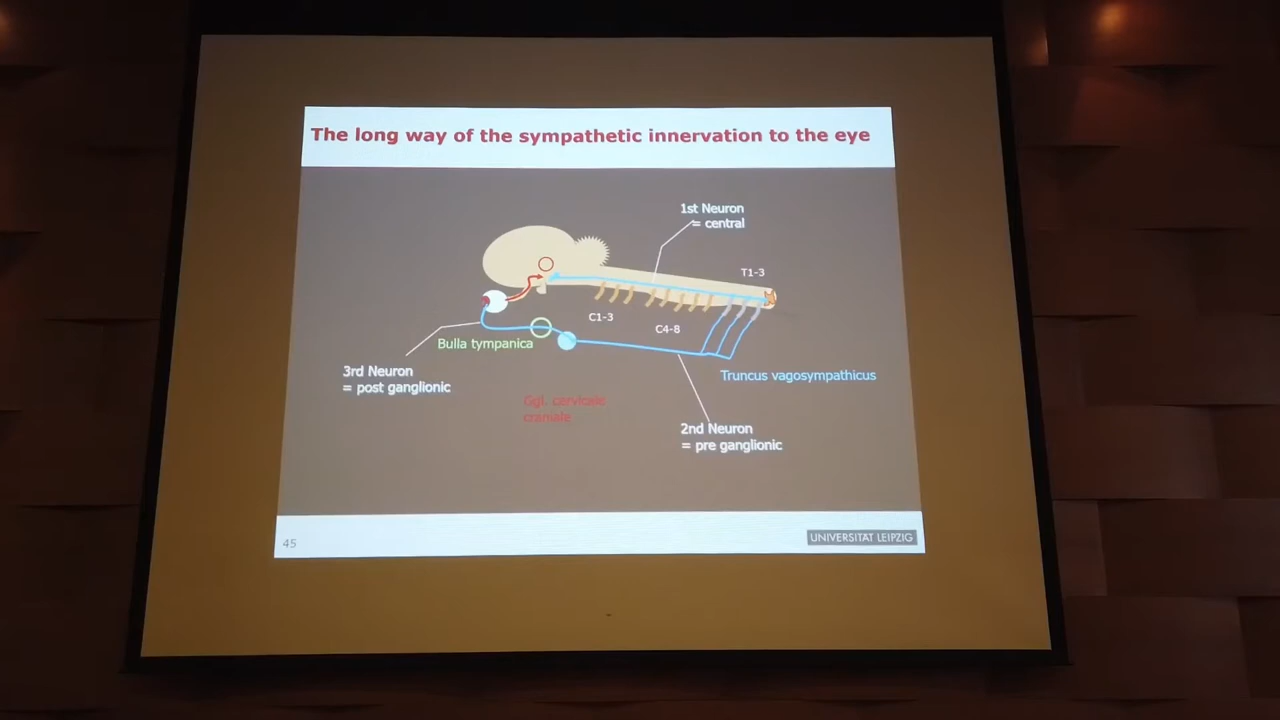 The long way of the sympathetic innervation to the eye
1st Neuron
= central
T1-3
C1-3
C4-8
Bulla tympanica
3rd Neuron
= post ganglionic
Truncus vagosympathicus
Ggl. cervicale
craniale
2nd Neuron
= pre ganglionic
45
UNIVERSITÄT LEIPZIG